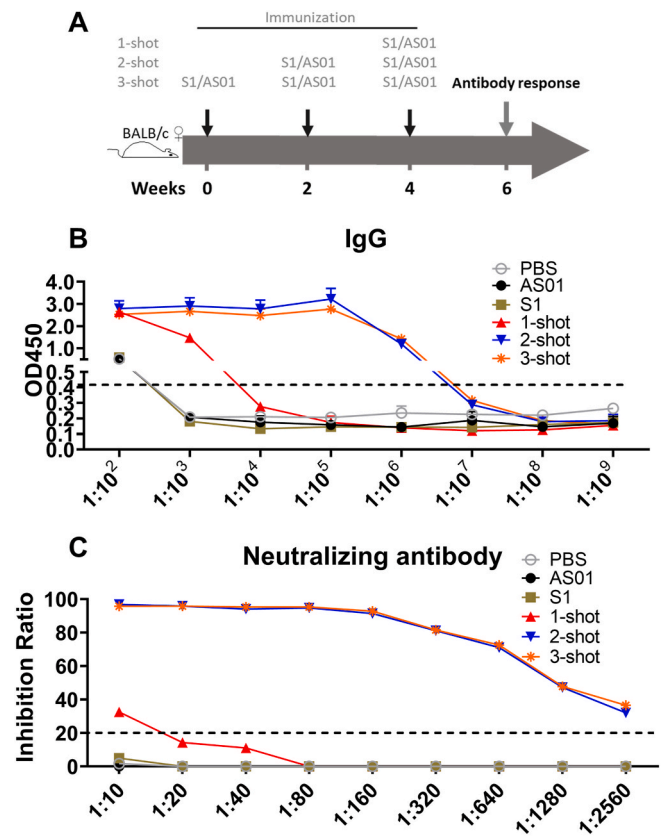 A
Immunization
1-shot S1/AS01
2-shot S1/AS01 S1/AS01
3-shot S1/AS01 S1/AS01 S1/AS01
Antibody response
BALB/c ♀
Weeks 0 2 4 6
B
IgG
OD450
4.0
3.0
2.0
1.0
0.5
0.4
0.3
0.2
0.1
0.0
PBS
AS01
S1
1-shot
2-shot
3-shot
1:10² 1:10³ 1:10⁴ 1:10⁵ 1:10⁶ 1:10⁷ 1:10⁸ 1:10⁹
C
Neutralizing antibody
Inhibition Ratio
100
80
60
40
20
0
PBS
AS01
S1
1-shot
2-shot
3-shot
1:10 1:20 1:40 1:80 1:160 1:320 1:640 1:1280 1:2560